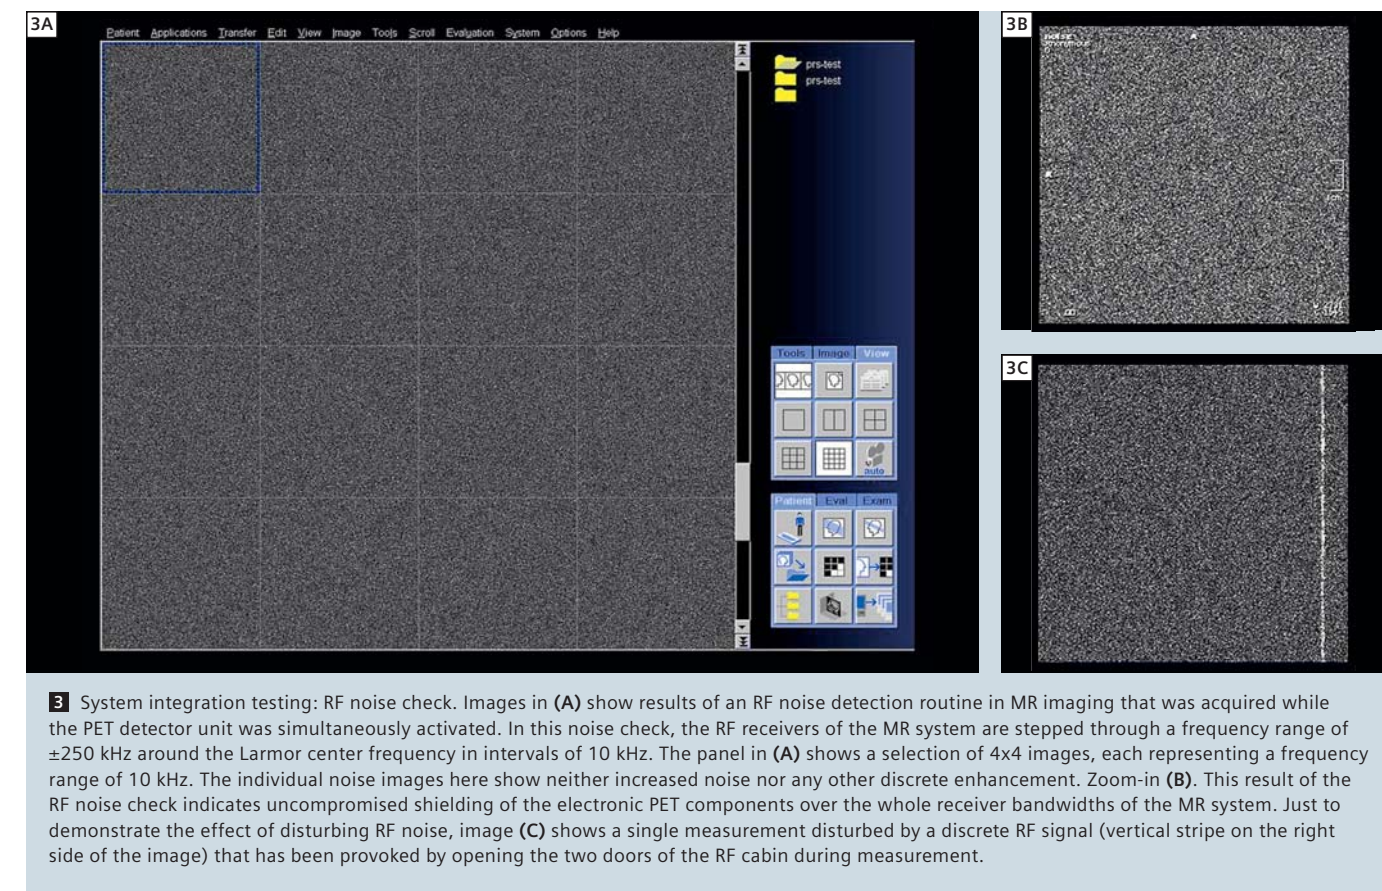 3A
Patient Applications Transfer Edit View Image Tools Scroll Evaluation System Options Help
prs-test
prs-test
Tools Image View
auto
Patient Eval Exam
3B
Anonymous
A
R
3C
3 System integration testing: RF noise check. Images in (A) show results of an RF noise detection routine in MR imaging that was acquired while
the PET detector unit was simultaneously activated. In this noise check, the RF receivers of the MR system are stepped through a frequency range of
±250 kHz around the Larmor center frequency in intervals of 10 kHz. The panel in (A) shows a selection of 4x4 images, each representing a frequency
range of 10 kHz. The individual noise images here show neither increased noise nor any other discrete enhancement. Zoom-in (B). This result of the
RF noise check indicates uncompromised shielding of the electronic PET components over the whole receiver bandwidths of the MR system. Just to
demonstrate the effect of disturbing RF noise, image (C) shows a single measurement disturbed by a discrete RF signal (vertical stripe on the right
side of the image) that has been provoked by opening the two doors of the RF cabin during measurement.